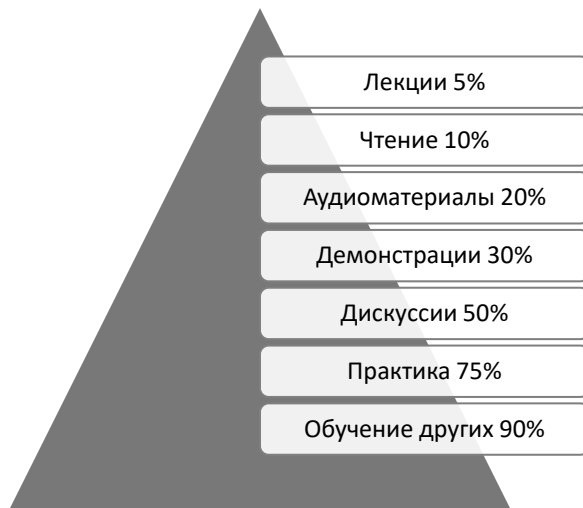 Лекции 5%
Чтение 10%
Аудиоматериалы 20%
Демонстрации 30%
Дискуссии 50%
Практика 75%
Обучение других 90%